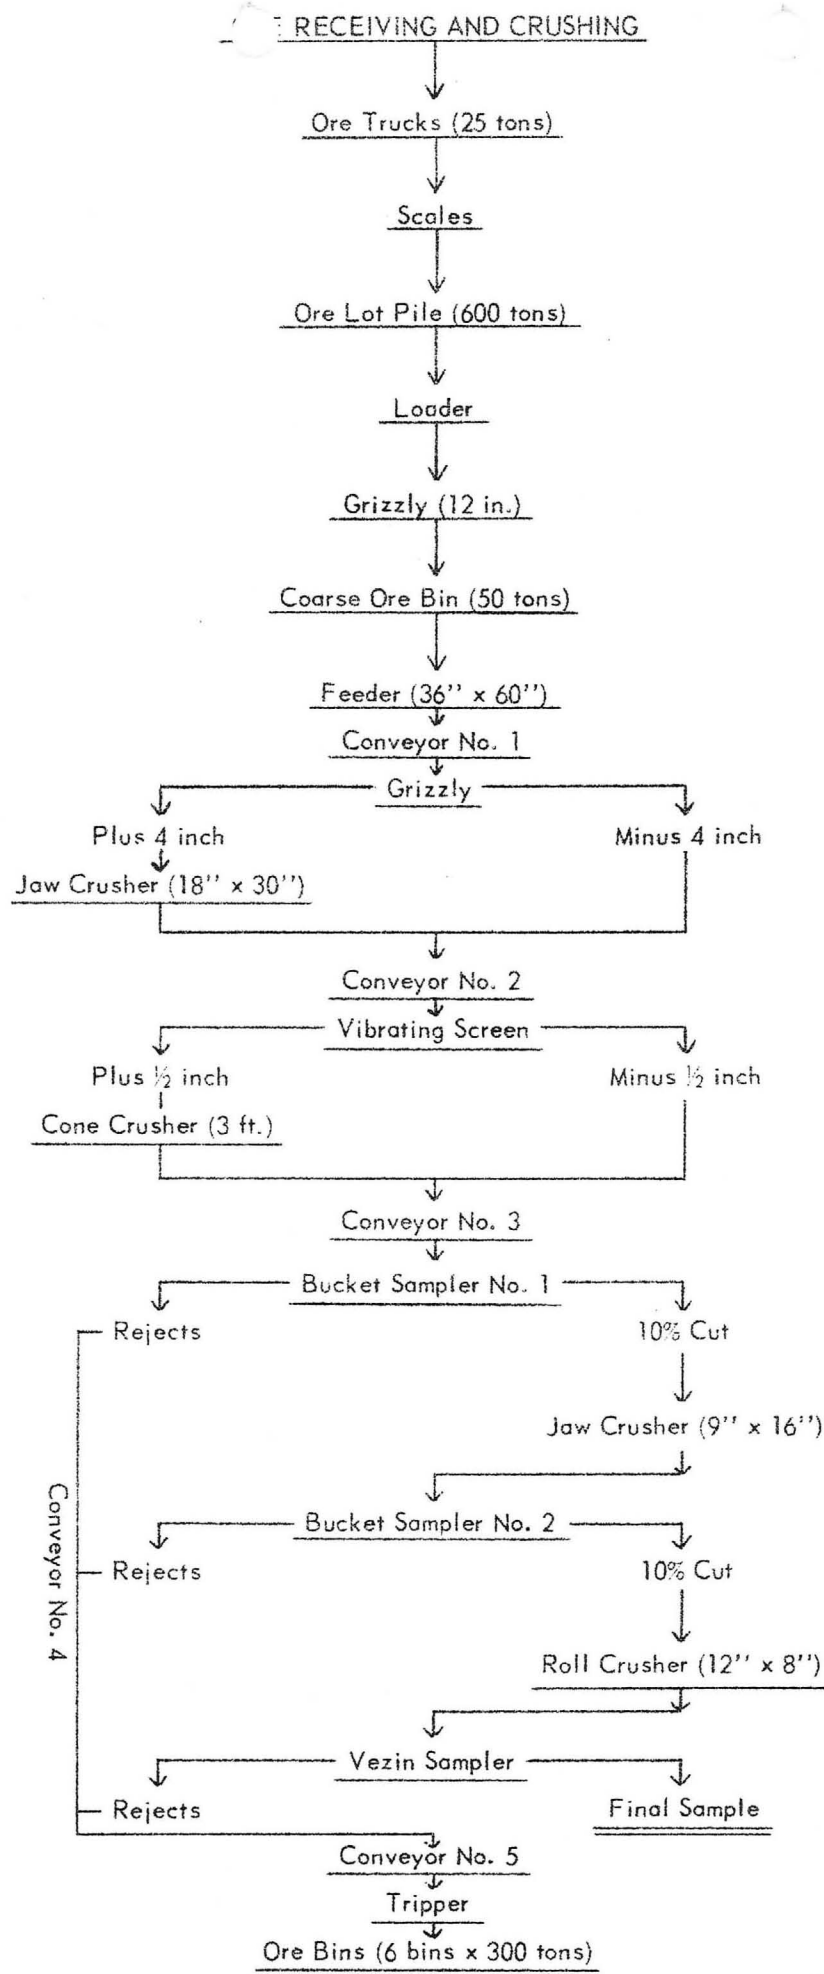 RECEIVING AND CRUSHING
Ore Trucks (25 tons)
Scales
Ore Lot Pile (600 tons)
Loader
Grizzly (12 in.)
Coarse Ore Bin (50 tons)
Feeder (36'' x 60'')
Conveyor No. 1
Grizzly
Plus 4 inch
Minus 4 inch
Jaw Crusher (18'' x 30'')
Conveyor No. 2
Vibrating Screen
Plus ½ inch
Minus ½ inch
Cone Crusher (3 ft.)
Conveyor No. 3
Bucket Sampler No. 1
Rejects
10% Cut
Jaw Crusher (9'' x 16'')
Conveyor No. 4
Bucket Sampler No. 2
Rejects
10% Cut
Roll Crusher (12'' x 8'')
Vezin Sampler
Rejects
Final Sample
Conveyor No. 5
Tripper
Ore Bins (6 bins x 300 tons)